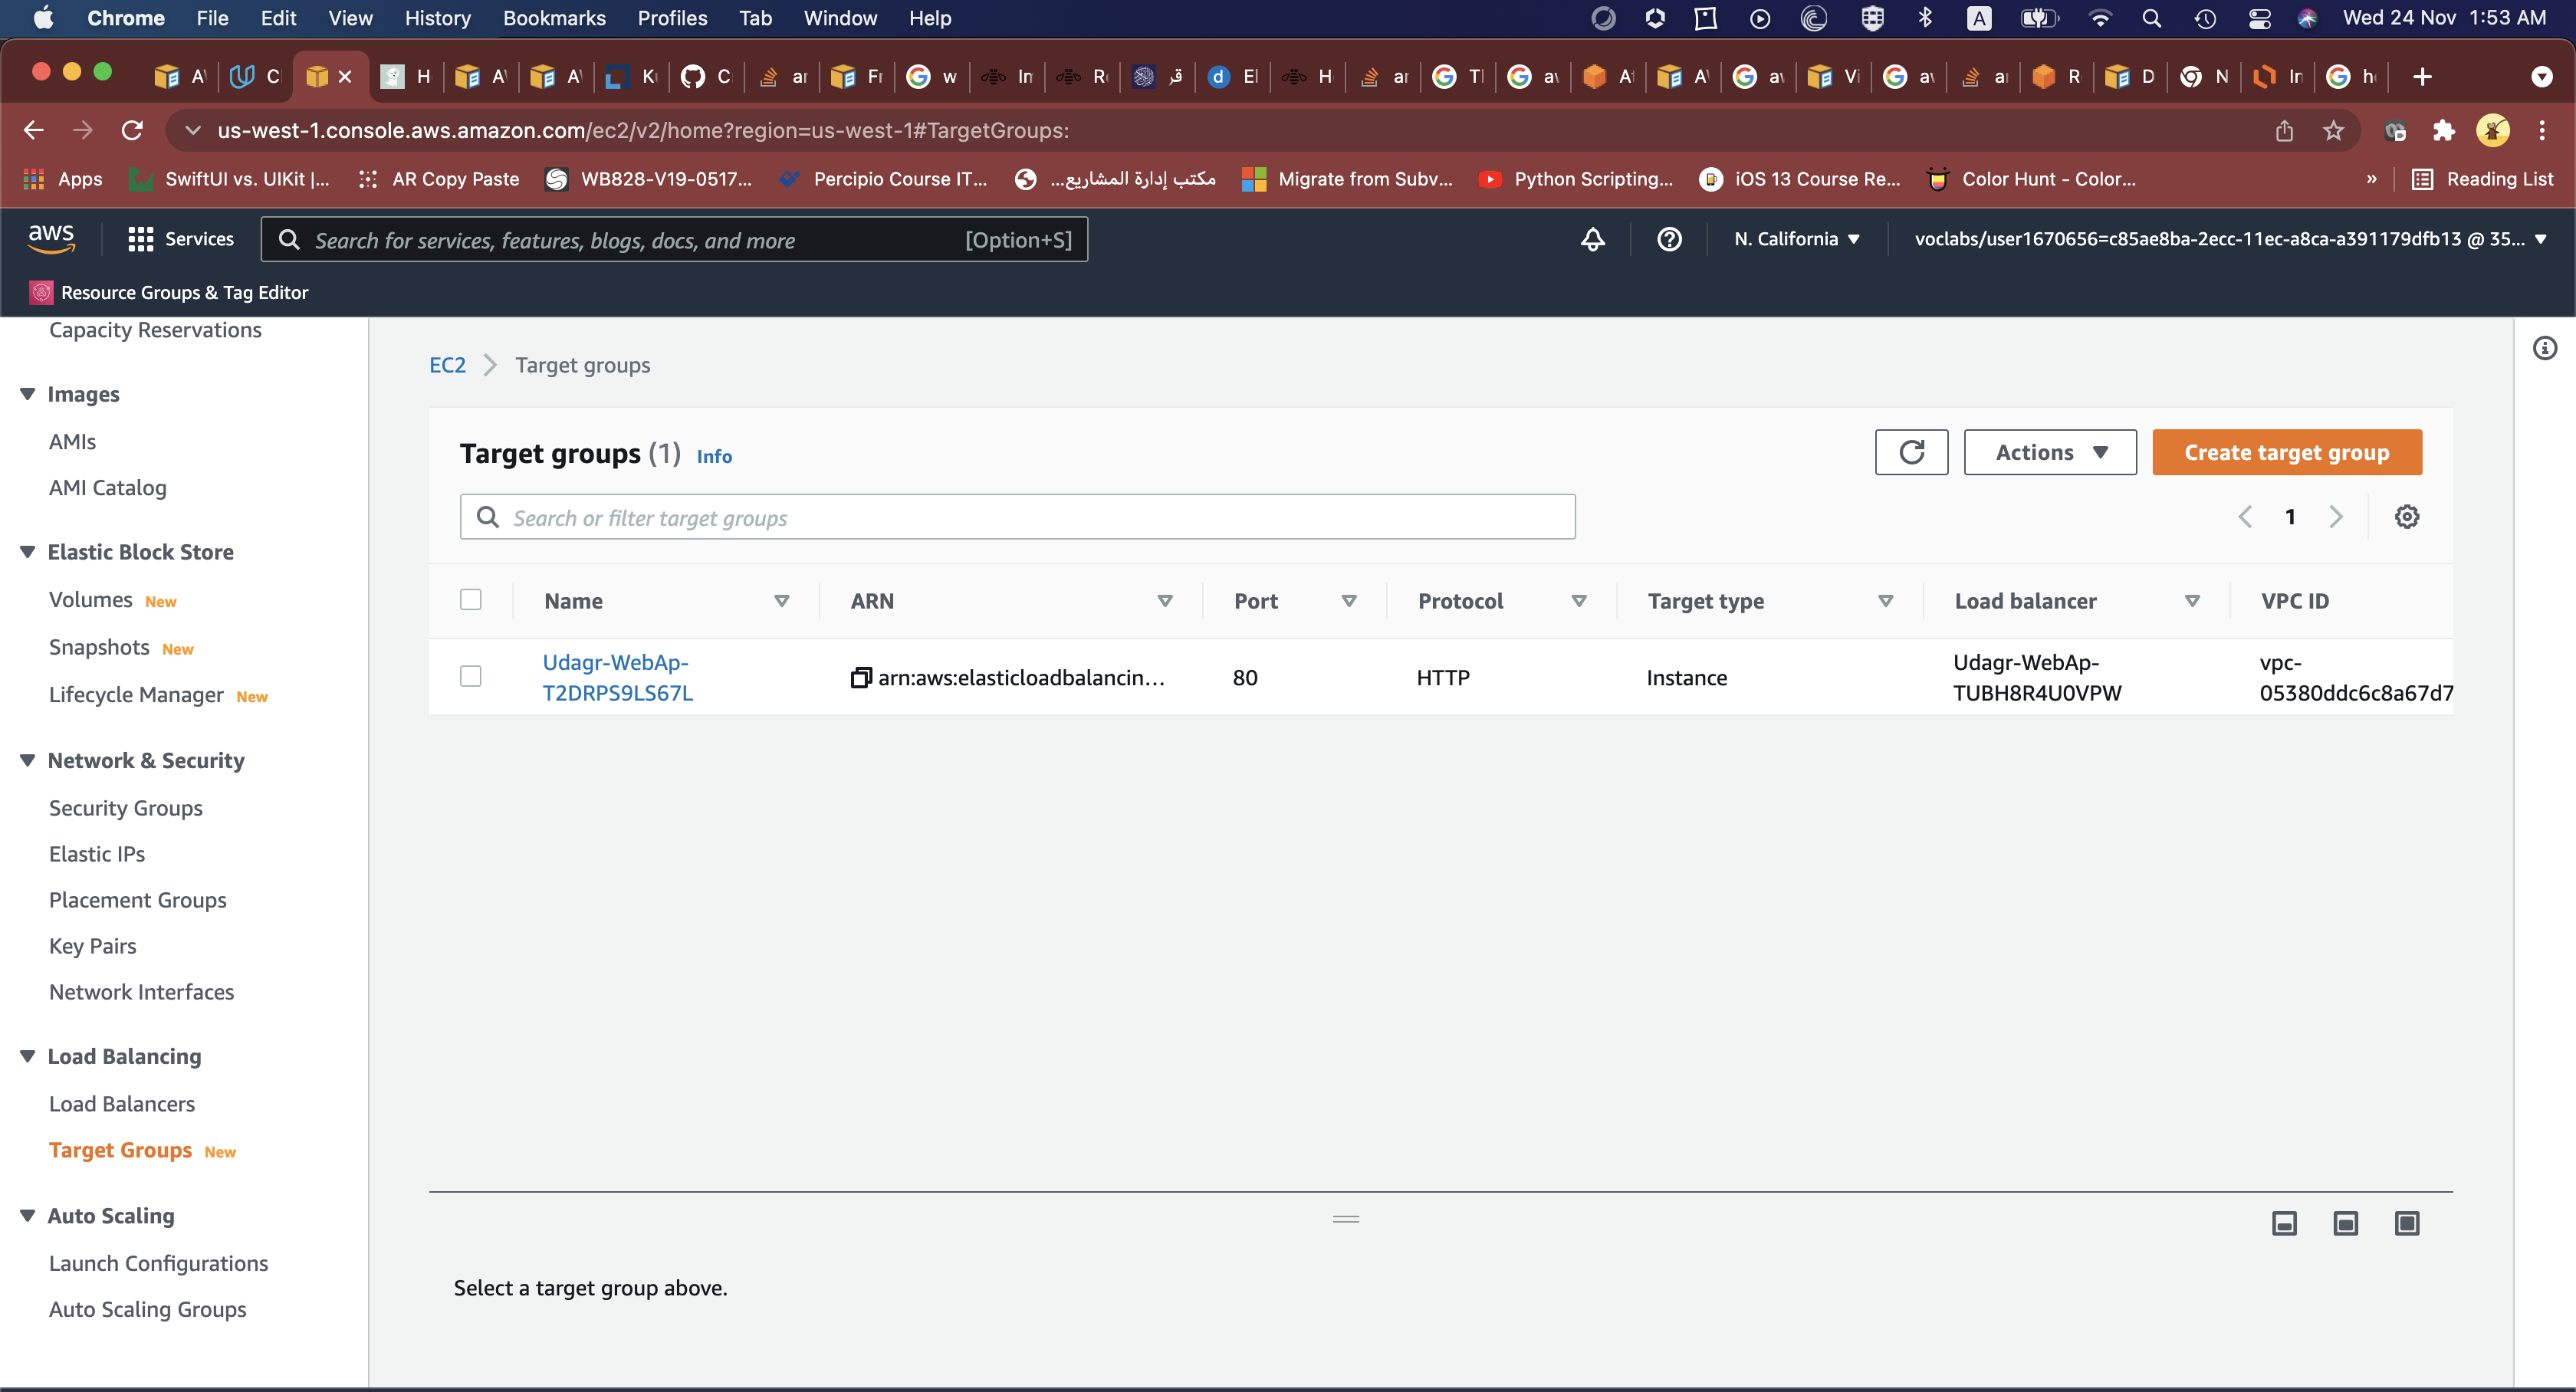 Chrome File Edit View History Bookmarks Profiles Tab Window Help
A Wed 24 Nov 1:53 AM
us-west-1.console.aws.amazon.com/ec2/v2/home?region=us-west-1#TargetGroups:
Apps SwiftUI vs. UIKit |... AR Copy Paste WB828-V19-0517... Percipio Course IT... مكتب إدارة المشاريع... Migrate from Subv... Python Scripting... iOS 13 Course Re... Color Hunt - Color... » Reading List
aws Services Search for services, features, blogs, docs, and more [Option+S] N. California voclabs/user1670656=c85ae8ba-2ecc-11ec-a8ca-a391179dfb13 @ 35...
Resource Groups & Tag Editor
Capacity Reservations
Images
AMIs
AMI Catalog
Elastic Block Store
Volumes New
Snapshots New
Lifecycle Manager New
Network & Security
Security Groups
Elastic IPs
Placement Groups
Key Pairs
Network Interfaces
Load Balancing
Load Balancers
Target Groups New
Auto Scaling
Launch Configurations
Auto Scaling Groups
EC2 Target groups
Target groups (1) Info
Actions Create target group
Search or filter target groups
1
Name ARN Port Protocol Target type Load balancer VPC ID
Udagr-WebAp-T2DRPS9LS67L arn:aws:elasticloadbalancin... 80 HTTP Instance Udagr-WebAp-TUBH8R4U0VPW vpc-05380ddc6c8a67d7
Select a target group above.